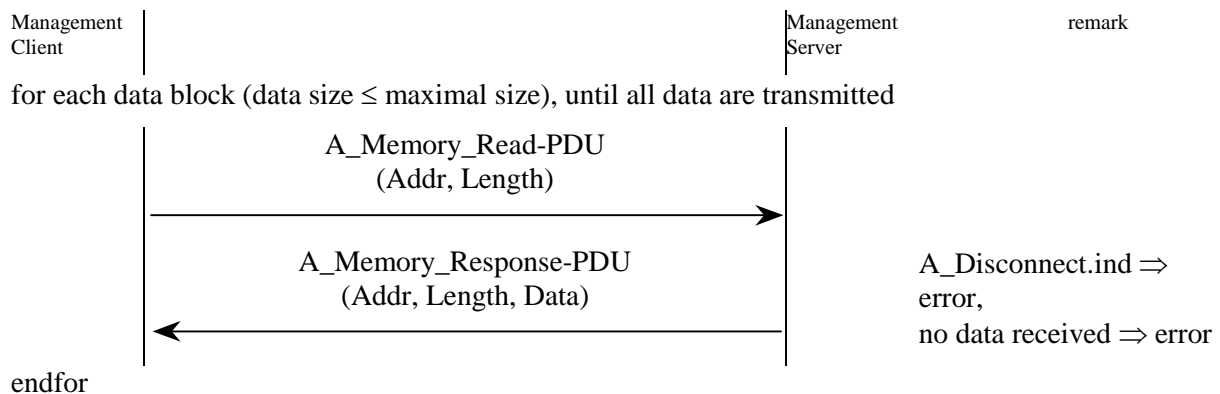 Management Client
Management Server
remark
for each data block (data size ≤ maximal size), until all data are transmitted
A_Memory_Read-PDU
(Addr, Length)
A_Memory_Response-PDU
(Addr, Length, Data)
A_Disconnect.ind ⇒
error,
no data received ⇒ error
endfor